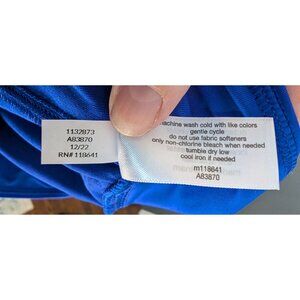 1132873
A83870
12/22
RN# 118641
machine wash cold with like colors
gentle cycle
do not use fabric softeners
only non-chlorine bleach when needed
tumble dry low
cool iron if needed
m118641
A83870